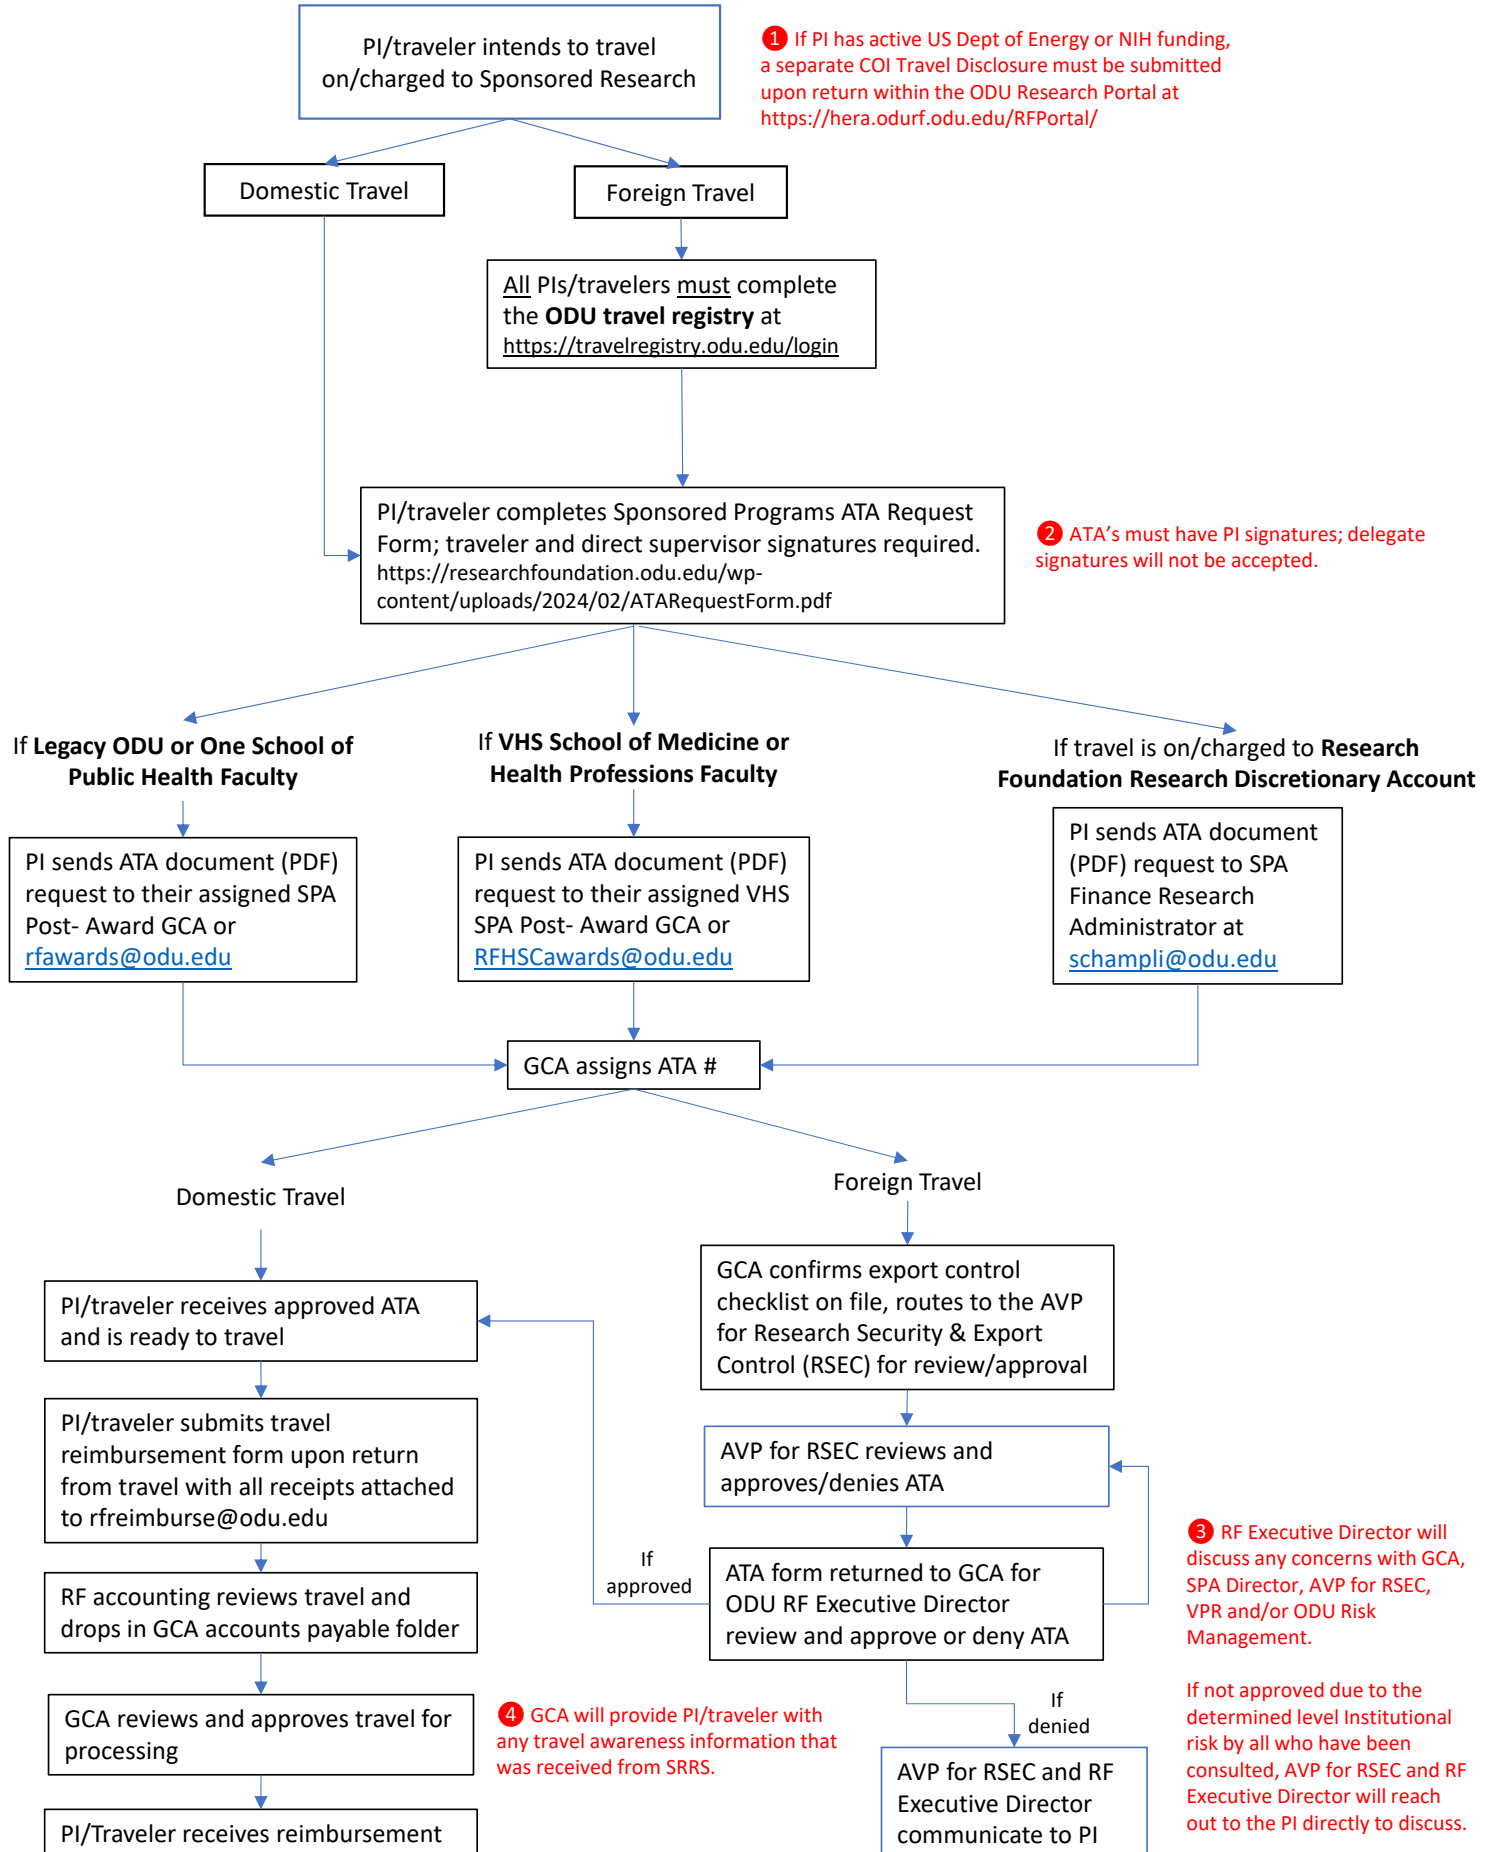 PI/traveler intends to travel
on/charged to Sponsored Research
❶ If PI has active US Dept of Energy or NIH funding,
a separate COI Travel Disclosure must be submitted
upon return within the ODU Research Portal at
https://hera.odurf.odu.edu/RFPortal/
Domestic Travel
Foreign Travel
All PIs/travelers must complete
the ODU travel registry at
https://travelregistry.odu.edu/login
PI/traveler completes Sponsored Programs ATA Request
Form; traveler and direct supervisor signatures required.
https://researchfoundation.odu.edu/wp-
content/uploads/2024/02/ATARequestForm.pdf
❷ ATA’s must have PI signatures; delegate
signatures will not be accepted.
If Legacy ODU or One School of
Public Health Faculty
If VHS School of Medicine or
Health Professions Faculty
If travel is on/charged to Research
Foundation Research Discretionary Account
PI sends ATA document (PDF)
request to their assigned SPA
Post- Award GCA or
rfawards@odu.edu
PI sends ATA document (PDF)
request to their assigned VHS
SPA Post- Award GCA or
RFHSCawards@odu.edu
PI sends ATA document
(PDF) request to SPA
Finance Research
Administrator at
schampli@odu.edu
GCA assigns ATA #
Domestic Travel
Foreign Travel
PI/traveler receives approved ATA
and is ready to travel
GCA confirms export control
checklist on file, routes to the AVP
for Research Security & Export
Control (RSEC) for review/approval
PI/traveler submits travel
reimbursement form upon return
from travel with all receipts attached
to rfreimburse@odu.edu
AVP for RSEC reviews and
approves/denies ATA
If
approved
ATA form returned to GCA for
ODU RF Executive Director
review and approve or deny ATA
❸ RF Executive Director will
discuss any concerns with GCA,
SPA Director, AVP for RSEC,
VPR and/or ODU Risk
Management.
If not approved due to the
determined level Institutional
risk by all who have been
consulted, AVP for RSEC and RF
Executive Director will reach
out to the PI directly to discuss.
RF accounting reviews travel and
drops in GCA accounts payable folder
GCA reviews and approves travel for
processing
❹ GCA will provide PI/traveler with
any travel awareness information that
was received from SRRS.
If
denied
AVP for RSEC and RF
Executive Director
communicate to PI
PI/Traveler receives reimbursement